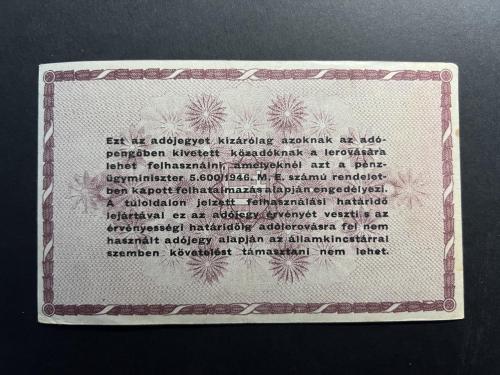 Ezt az adójegyet kizárólag azoknak az adó-
pengőben kivetett közadóknak a lerovására
lehet felhasználni, amelyeknél azt a pénz-
ügyminiszter 5.600/1946. M. E. számú rendelet-
ben kapott felhatalmazás alapján engedélyezi.
A túloldalon jelzett felhasználási határidő
lejártával ez az adójegy érvényét veszti s az
érvényességi határidőig adólerovásra fel nem
használt adójegy alapján az államkincstárral
szemben követelést támasztani nem lehet.